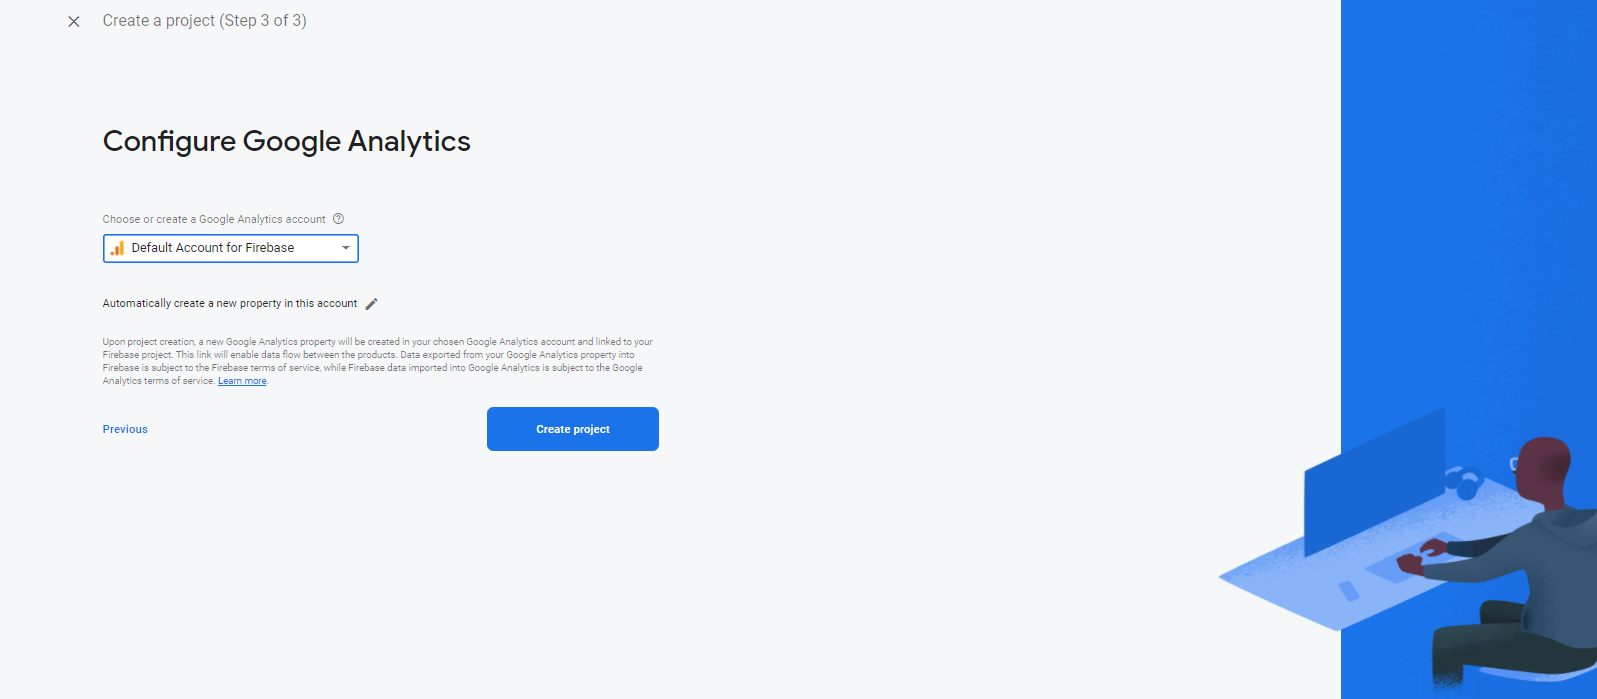 Create a project (Step 3 of 3)
Configure Google Analytics
Choose or create a Google Analytics account
Default Account for Firebase
Automatically create a new property in this account
Upon project creation, a new Google Analytics property will be created in your chosen Google Analytics account and linked to your
Firebase project. This link will enable data flow between the products. Data exported from your Google Analytics property into
Firebase is subject to the Firebase terms of service, while Firebase data imported into Google Analytics is subject to the Google
Analytics terms of service. Learn more.
Previous
Create project